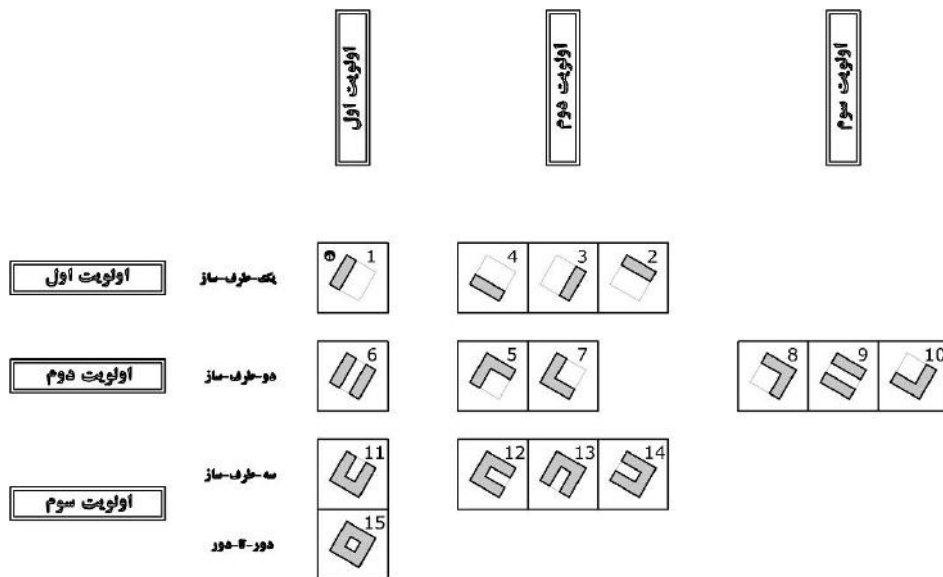 اولویت اول
اولویت دوم
اولویت سوم
اولویت اول
یک-طرف-ساز
1
4
3
2
اولویت دوم
دو-طرف-ساز
6
5
7
8
9
10
اولویت سوم
سه-طرف-ساز
11
12
13
14
دور-تا-دور
15